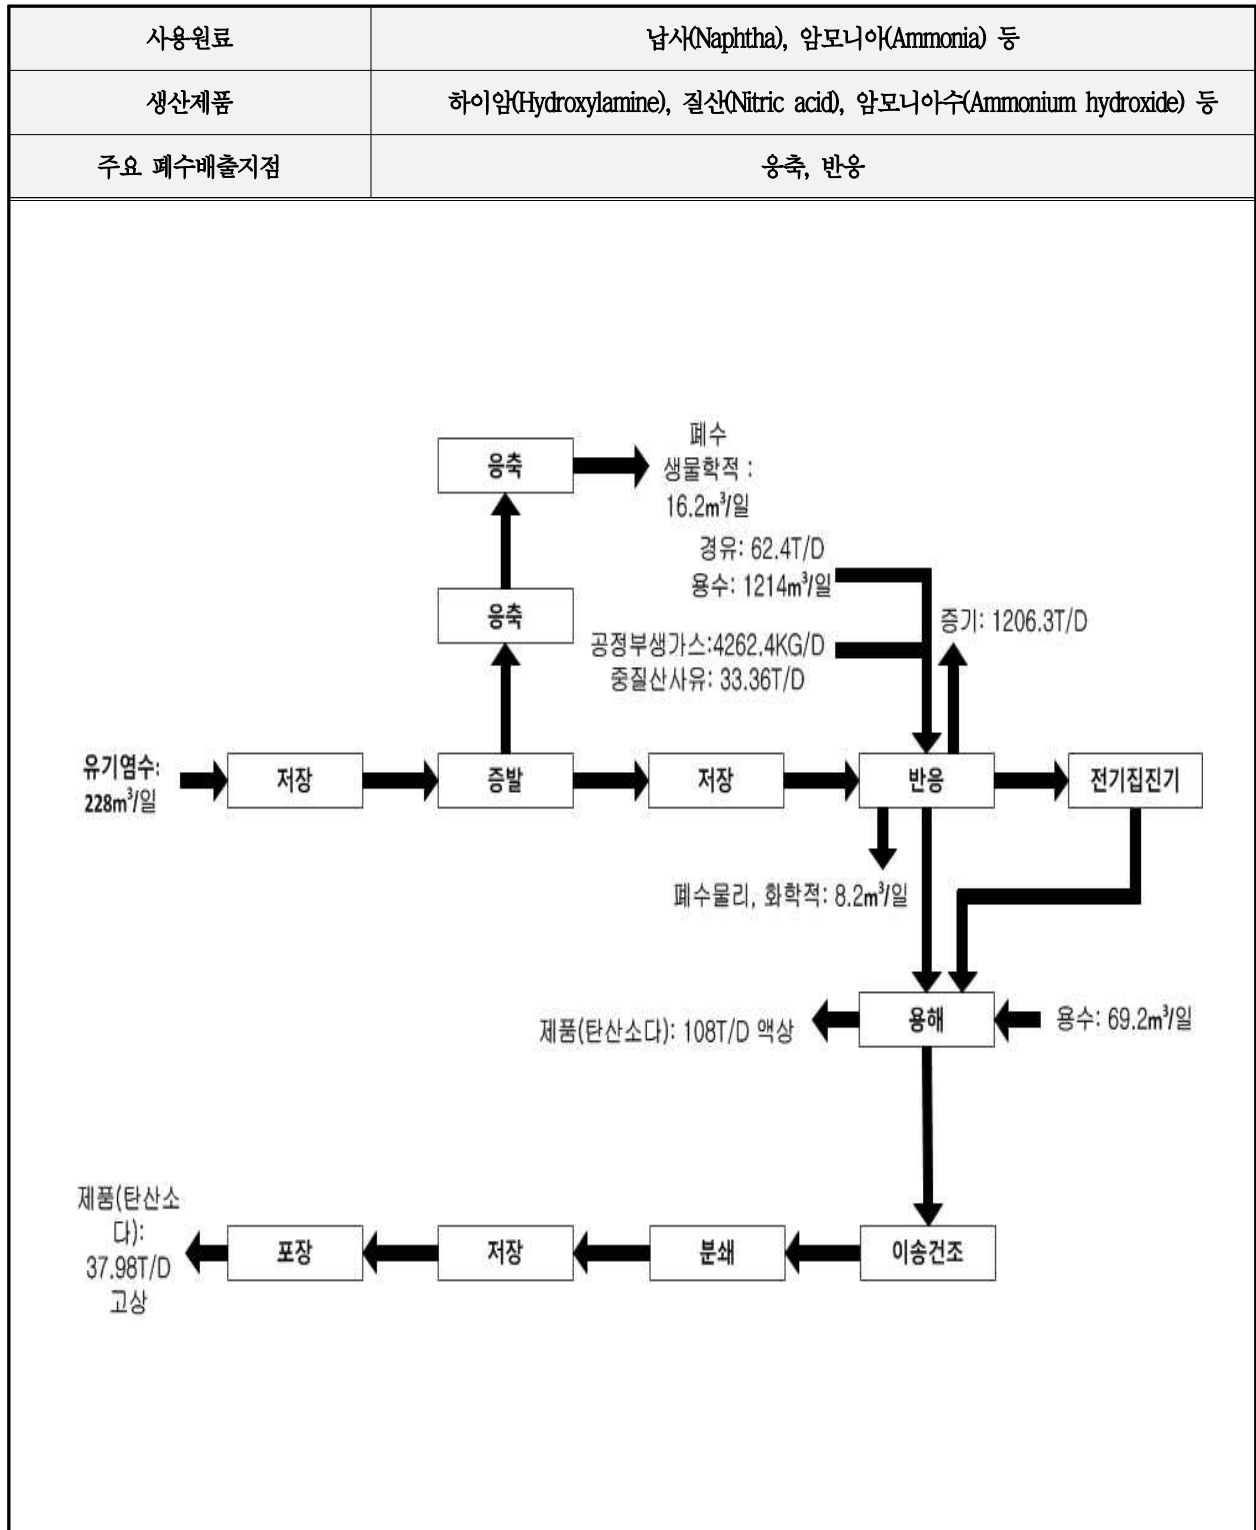 사용원료 납사(Naphtha), 암모니아(Ammonia) 등
생산제품 하이암(Hydroxylamine), 질산(Nitric acid), 암모니아수(Ammonium hydroxide) 등
주요 폐수배출지점 응축, 반응
응축
폐수
생물학적 :
16.2m³/일
경유: 62.4T/D
용수: 1214m³/일
응축
증기: 1206.3T/D
공정부생가스:4262.4KG/D
중질산사유: 33.36T/D
유기염수:
228m³/일
저장
증발
저장
반응
전기집진기
폐수물리, 화학적: 8.2m³/일
제품(탄산소다): 108T/D 액상
용해
용수: 69.2m³/일
제품(탄산소
다):
37.98T/D
고상
포장
저장
분쇄
이송건조